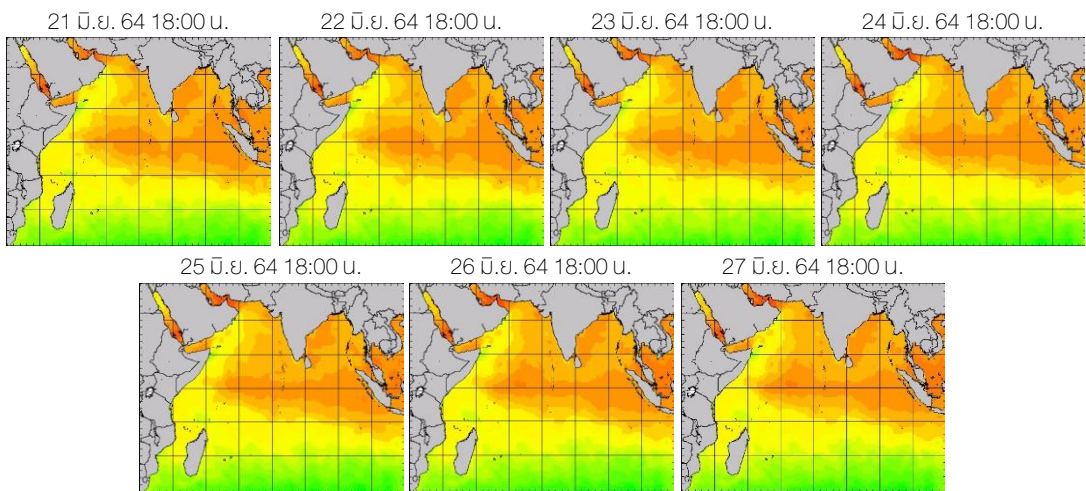 21 มิ.ย. 64 18:00 น.
22 มิ.ย. 64 18:00 น.
23 มิ.ย. 64 18:00 น.
24 มิ.ย. 64 18:00 น.
25 มิ.ย. 64 18:00 น.
26 มิ.ย. 64 18:00 น.
27 มิ.ย. 64 18:00 น.